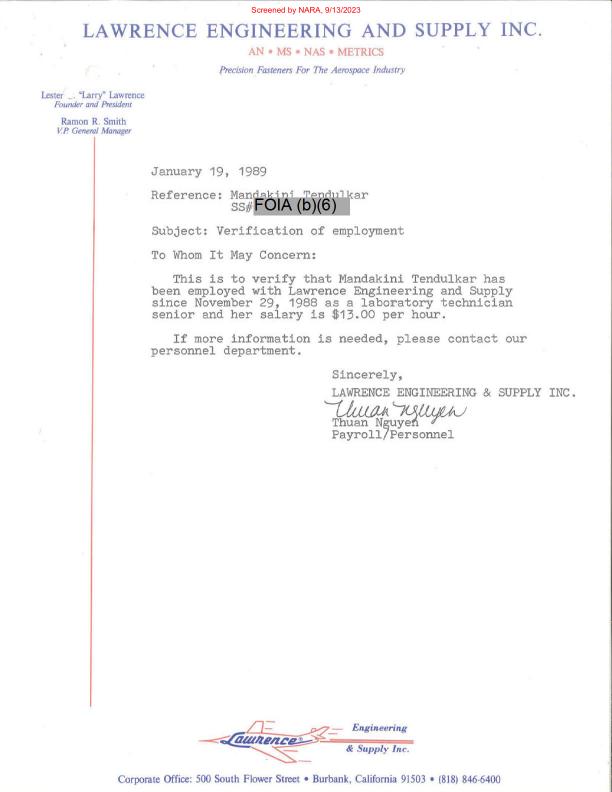 Screened by NARA, 9/13/2023
LAWRENCE ENGINEERING AND SUPPLY INC.
AN • MS • NAS • METRICS
Precision Fasteners For The Aerospace Industry
Lester "Larry" Lawrence
Founder and President
Ramon R. Smith
V.P. General Manager
January 19, 1989
Reference: Mandakini Tendulkar
SS# FOIA (b)(6)
Subject: Verification of employment
To Whom It May Concern:
This is to verify that Mandakini Tendulkar has
been employed with Lawrence Engineering and Supply
since November 29, 1988 as a laboratory technician
senior and her salary is $13.00 per hour.
If more information is needed, please contact our
personnel department.
Sincerely,
LAWRENCE ENGINEERING & SUPPLY INC.
Thuan Nguyen
Thuan Nguyen
Payroll/Personnel
Lawrence® Engineering
& Supply Inc.
Corporate Office: 500 South Flower Street • Burbank, California 91503 • (818) 846-6400